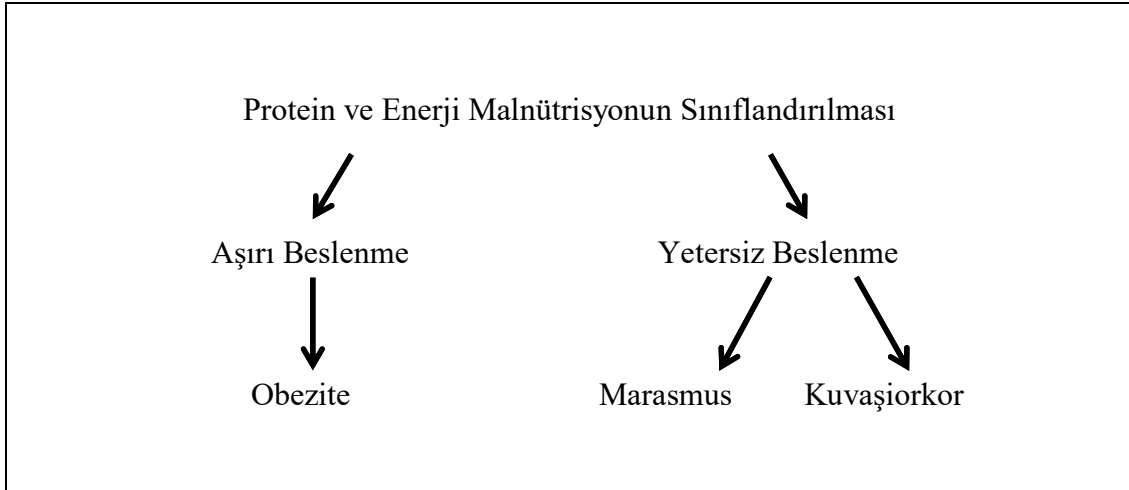 Protein ve Enerji Malnütrisyonun Sınıflandırılması
Aşırı Beslenme
Yetersiz Beslenme
Obezite
Marasmus
Kuvaşiorkor